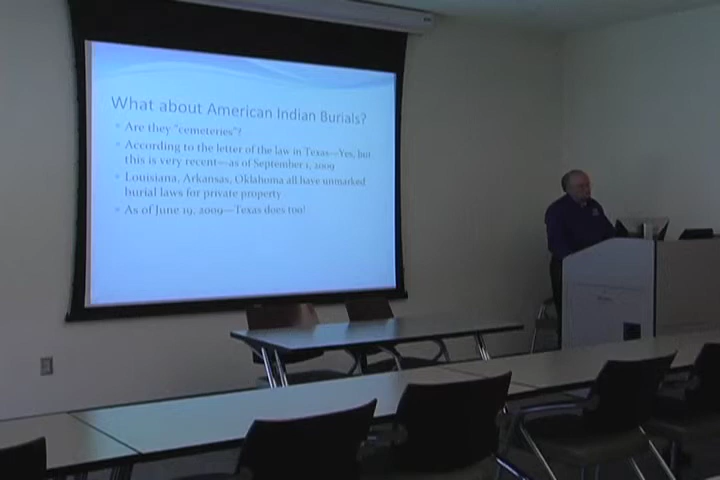 What about American Indian Burials?
Are they "cemeteries"?
According to the letter of the law in Texas—Yes, but
this is very recent—as of September 1, 2009
Louisiana, Arkansas, Oklahoma all have unmarked
burial laws for private property
As of June 19, 2009—Texas does too!